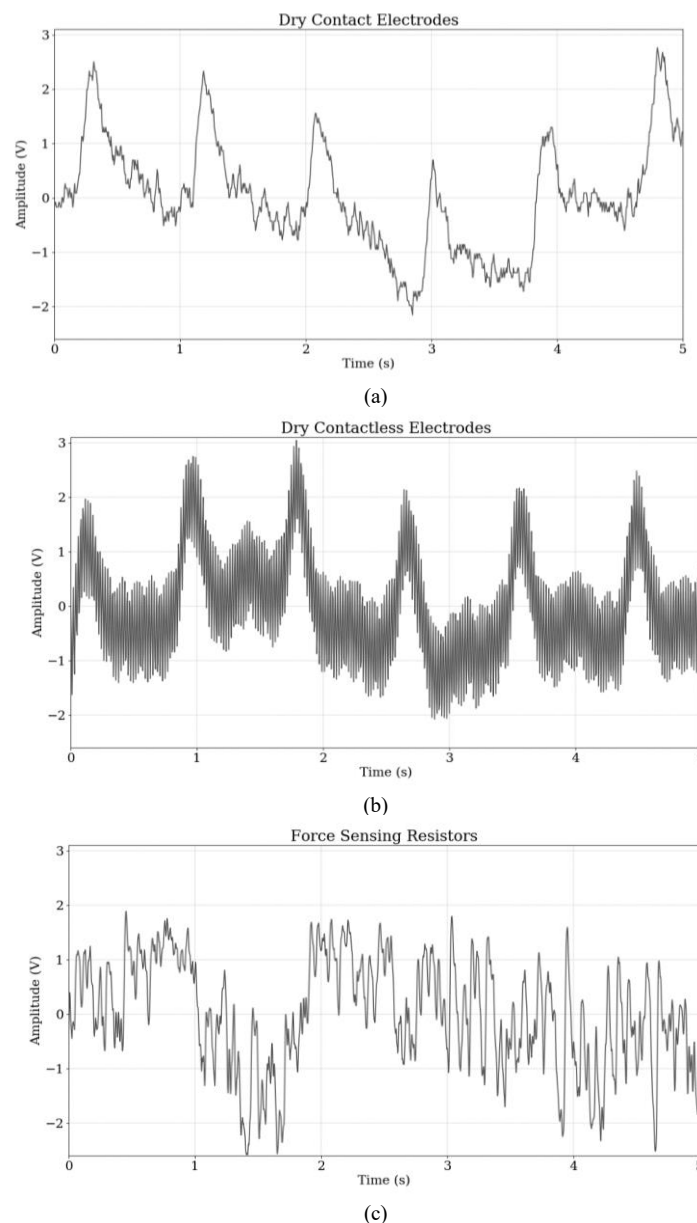 Dry Contact Electrodes
3
2
1
0
−1
−2
Amplitude (V)
0 1 2 3 4 5
Time (s)
(a)
Dry Contactless Electrodes
3
2
1
0
−1
−2
Amplitude (V)
0 1 2 3 4
Time (s)
(b)
Force Sensing Resistors
3
2
1
0
−1
−2
Amplitude (V)
0 1 2 3 4
Time (s)
(c)